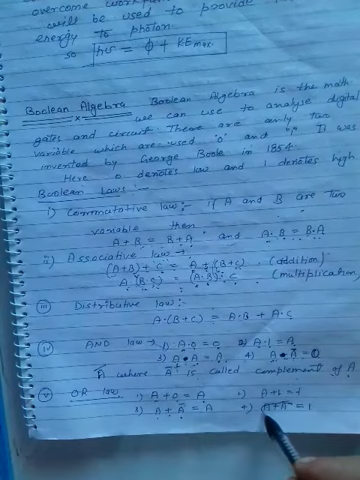 overcome work
will be used to provide
energy to photon.
so hν = ϕ + KEmax
Boolean Algebra Boolean Algebra is the math
we can use to analyse digital
gates and circuit. There are only two
variable which are used '0' and '1'. It was
invented by George Boole in 1854.
Here 0 denotes low and 1 denotes high
Boolean Laws:-
i) Commutative law:- if A and B are two
variable then
A+B = B+A and A.B = B.A
ii) Associative law →
(A+B)+C = A+(B+C). (addition)
A.(B.C) = (A.B).C (multiplication)
iii) Distributive law:-
A.(B+C) = A.B + A.C
iv) AND law → 1) A.0 = 0 2) A.1 = A
3) A.A = A 4) A.A̅ = 0
A̅ where A̅ is called complement of A.
v) OR law 1) A+0 = A 2) A+1 = 1
3) A+A̅ = A 4) A+A̅ = 1